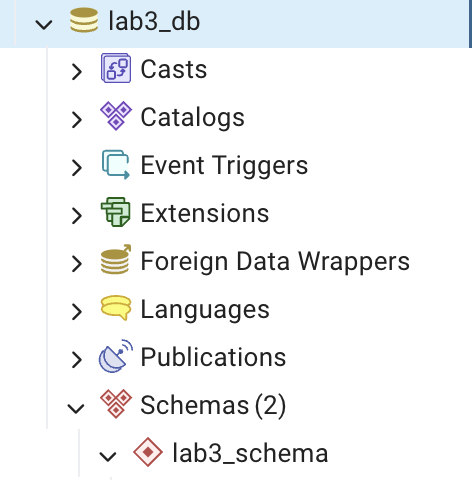 lab3_db
Casts
Catalogs
Event Triggers
Extensions
Foreign Data Wrappers
Languages
Publications
Schemas (2)
lab3_schema